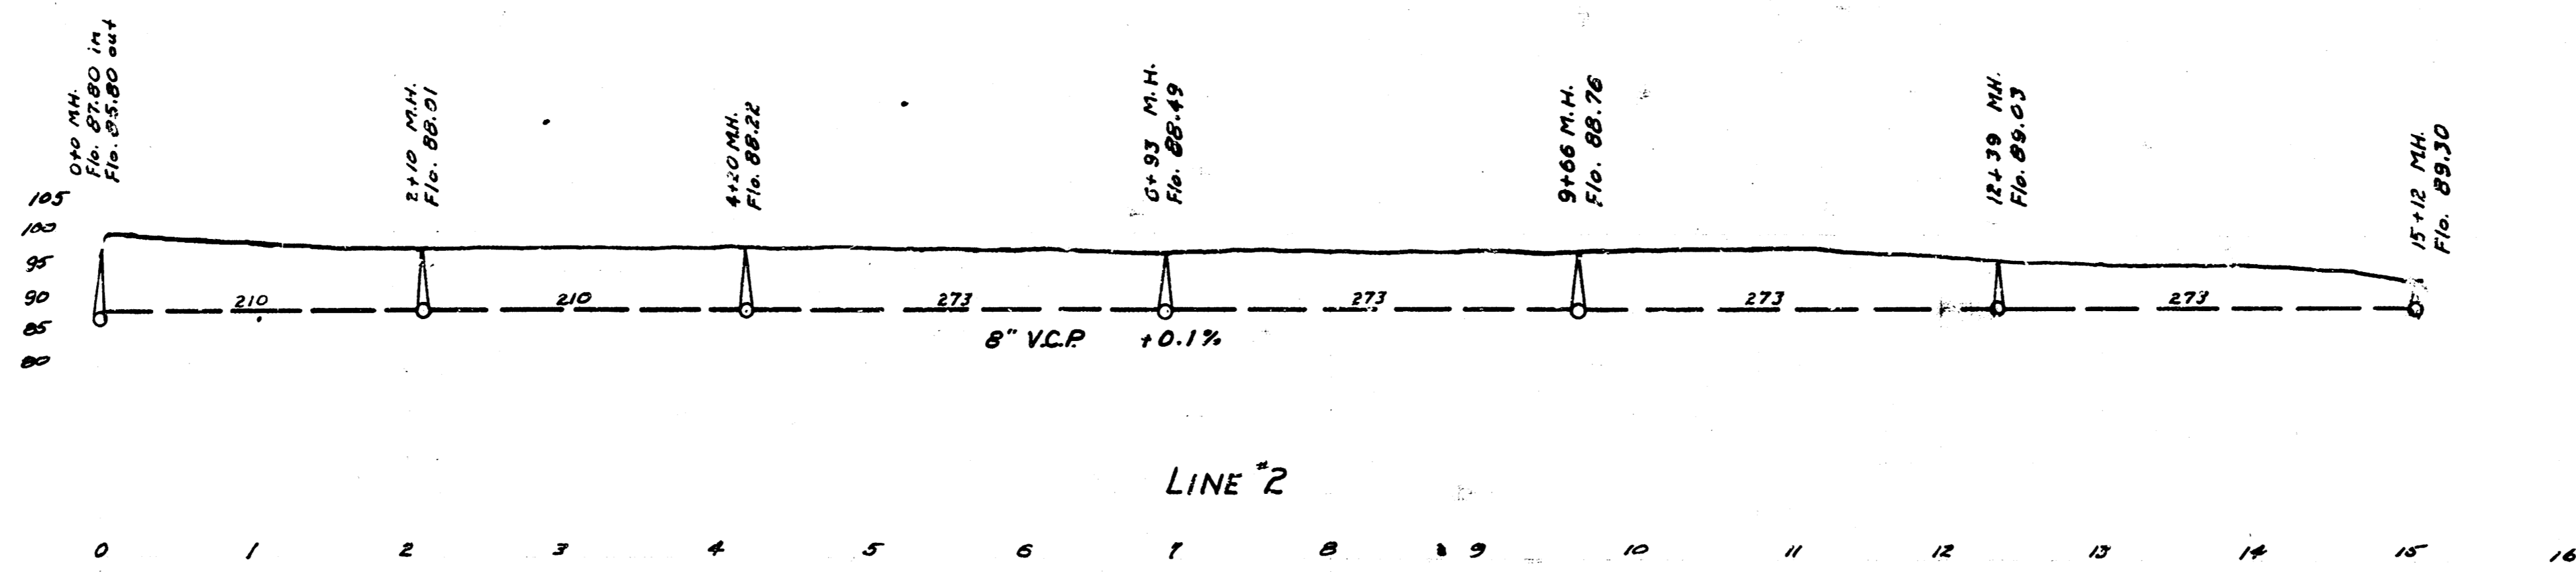 0+0 M.H.
Flo. 87.80 in
Flo. 85.80 out
2+10 M.H.
Flo. 88.01
4+20 M.H.
Flo. 88.22
6+93 M.H.
Flo. 88.49
9+66 M.H.
Flo. 88.76
12+39 M.H.
Flo. 89.03
15+12 M.H.
Flo. 89.30
105
100
95
90
85
80
210 210 273 273 273 273
8" V.C.P. +0.1%
LINE #2
0 1 2 3 4 5 6 7 8 9 10 11 12 13 14 15 16